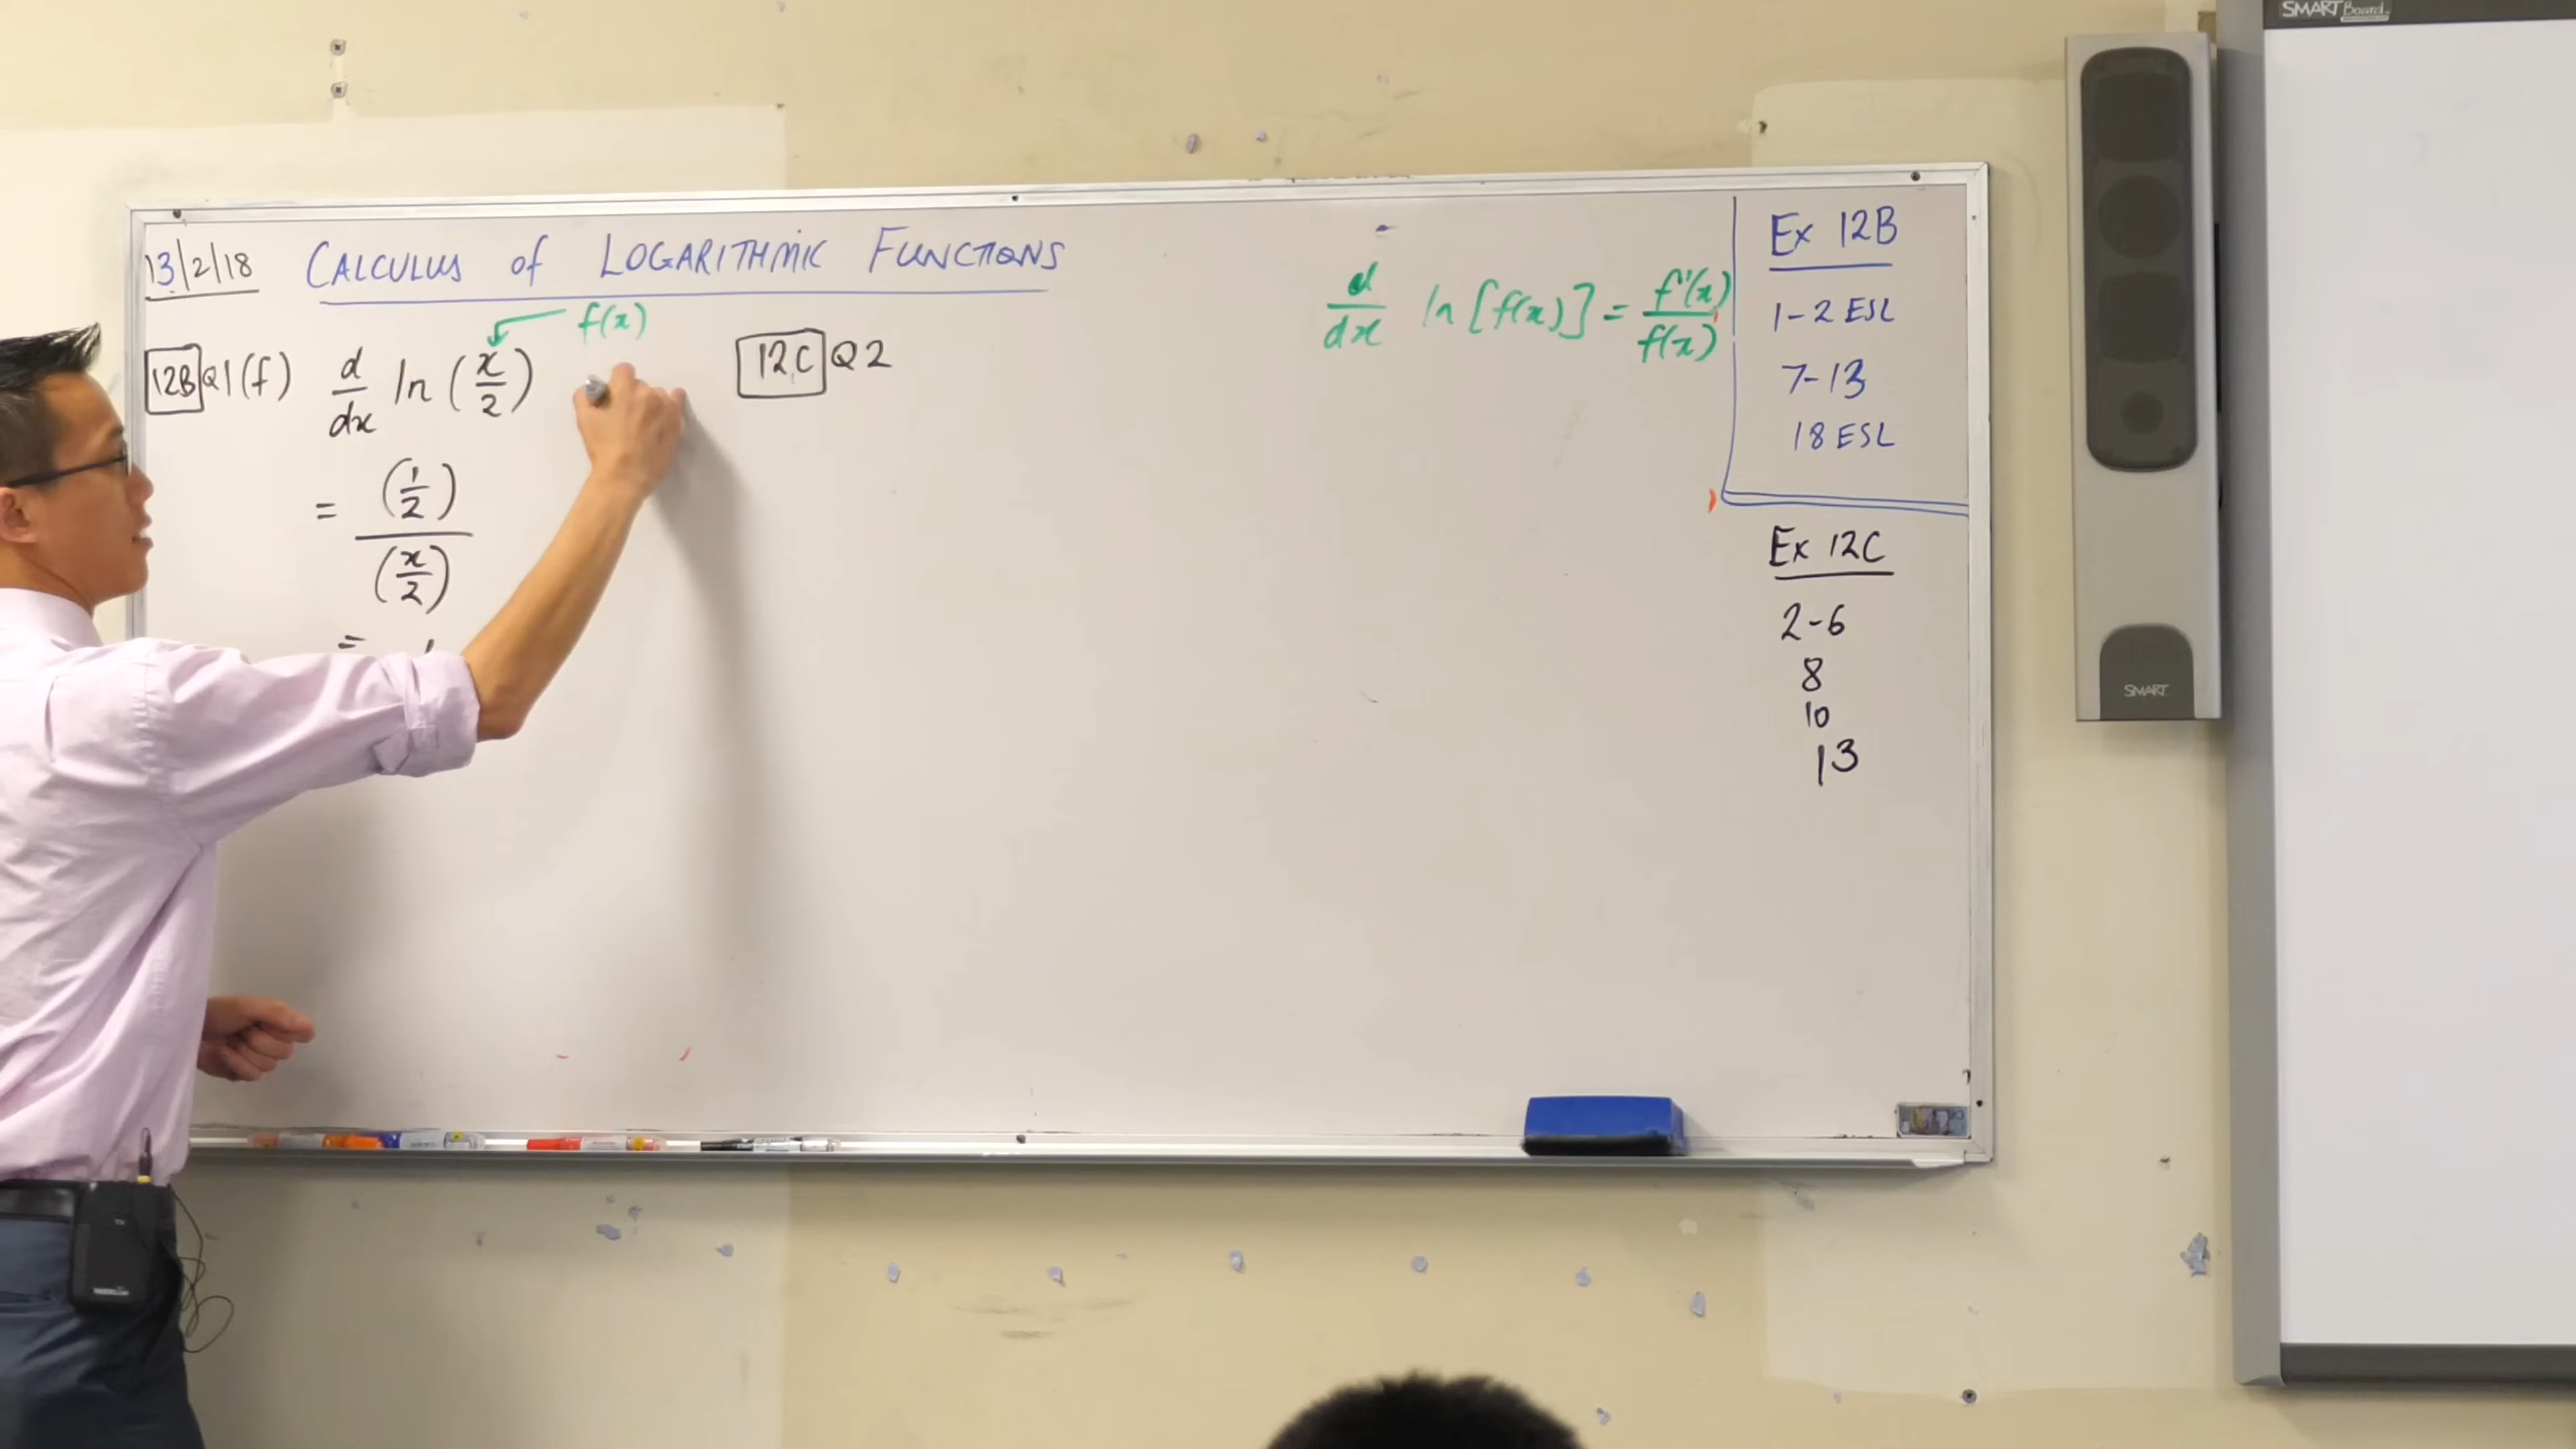 SMART Board
13/2/18 CALCULUS of LOGARITHMIC FUNCTIONS
f(x)
12B Q1(f) d/dx ln(x/2)
= (1/2)/(x/2)
=
12C Q2
d/dx ln[f(x)] = f'(x)/f(x)
Ex 12B
1-2 ESL
7-13
18 ESL
Ex 12C
2-6
8
10
13
SMART